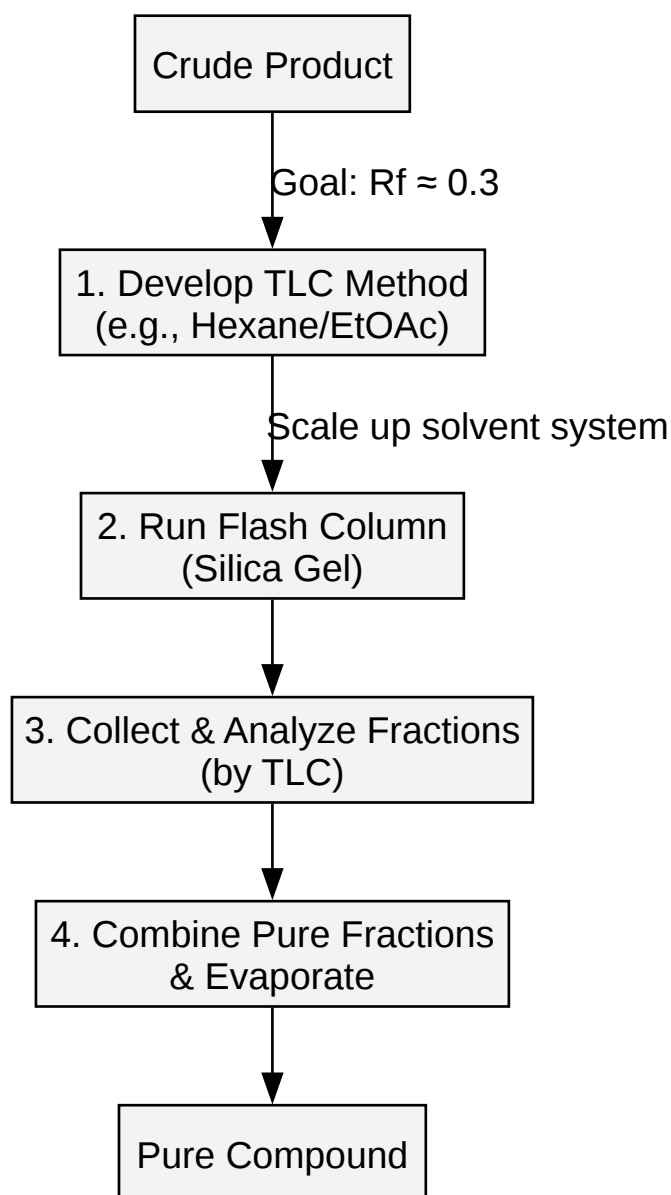 Crude Product
Goal: Rf ≈ 0.3
1. Develop TLC Method
(e.g., Hexane/EtOAc)
Scale up solvent system
2. Run Flash Column
(Silica Gel)
3. Collect & Analyze Fractions
(by TLC)
4. Combine Pure Fractions
& Evaporate
Pure Compound